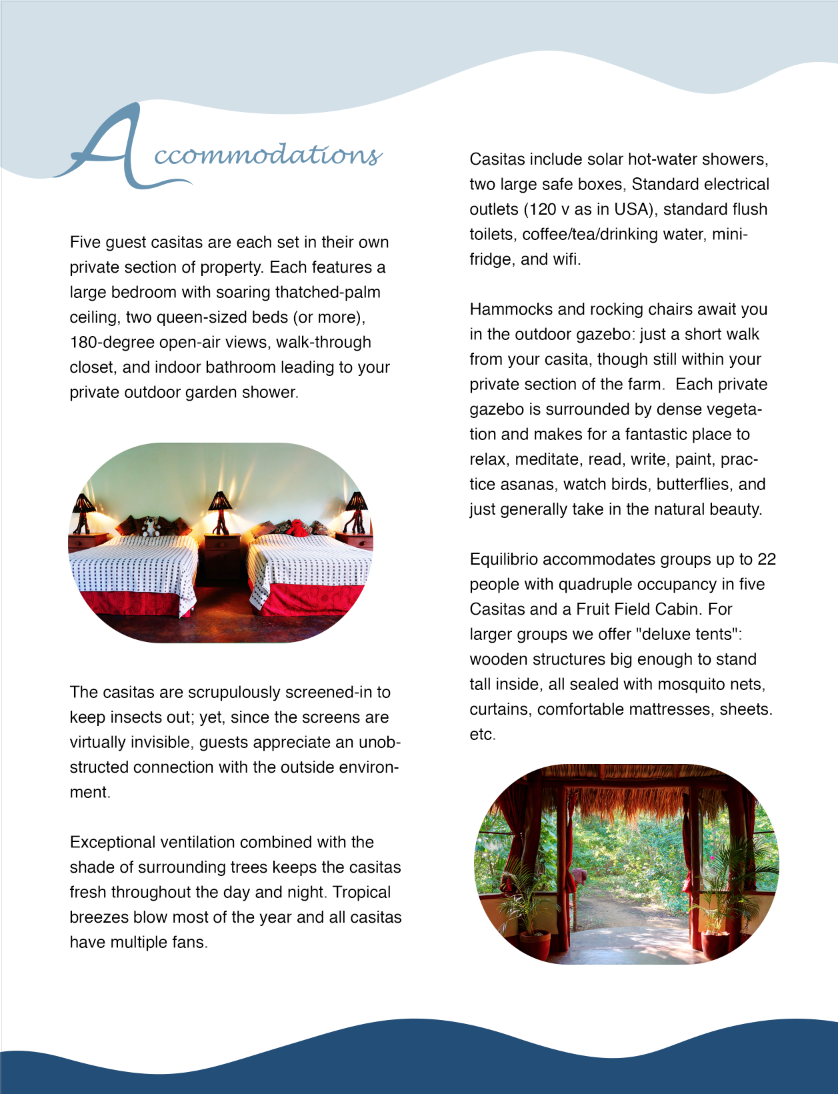 Accommodations
Five guest casitas are each set in their own
private section of property. Each features a
large bedroom with soaring thatched-palm
ceiling, two queen-sized beds (or more),
180-degree open-air views, walk-through
closet, and indoor bathroom leading to your
private outdoor garden shower.
The casitas are scrupulously screened-in to
keep insects out; yet, since the screens are
virtually invisible, guests appreciate an unob-
structed connection with the outside environ-
ment.
Exceptional ventilation combined with the
shade of surrounding trees keeps the casitas
fresh throughout the day and night. Tropical
breezes blow most of the year and all casitas
have multiple fans.
Casitas include solar hot-water showers,
two large safe boxes, Standard electrical
outlets (120 v as in USA), standard flush
toilets, coffee/tea/drinking water, mini-
fridge, and wifi.
Hammocks and rocking chairs await you
in the outdoor gazebo: just a short walk
from your casita, though still within your
private section of the farm.  Each private
gazebo is surrounded by dense vegeta-
tion and makes for a fantastic place to
relax, meditate, read, write, paint, prac-
tice asanas, watch birds, butterflies, and
just generally take in the natural beauty.
Equilibrio accommodates groups up to 22
people with quadruple occupancy in five
Casitas and a Fruit Field Cabin. For
larger groups we offer "deluxe tents":
wooden structures big enough to stand
tall inside, all sealed with mosquito nets,
curtains, comfortable mattresses, sheets.
etc.